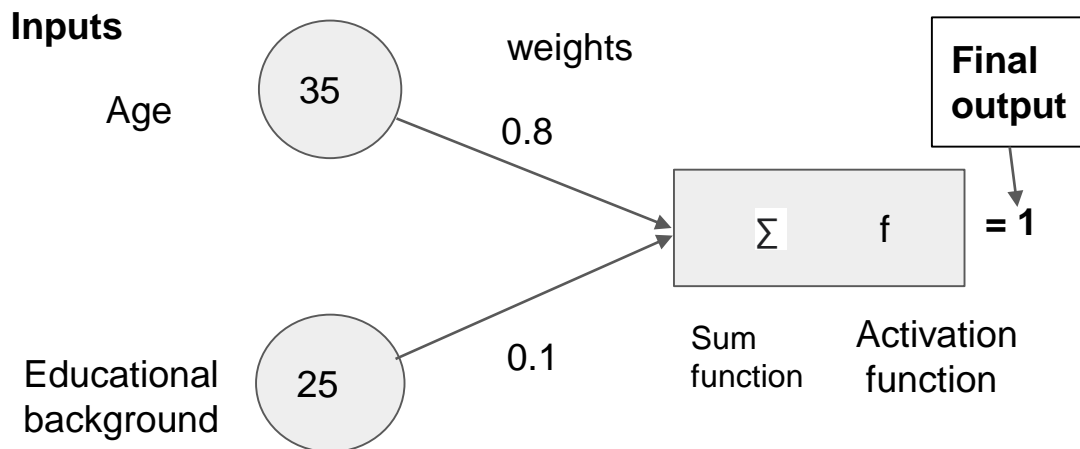 Inputs
Age
35
weights
0.8
Final
output
∑ f
= 1
Sum
function
Activation
function
0.1
Educational
background
25